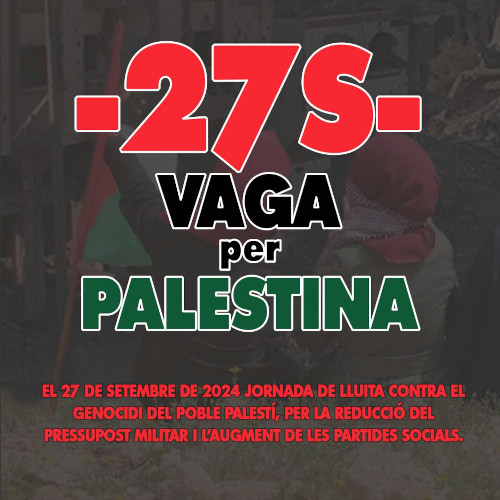 -27S-
VAGA
per
PALESTINA
EL 27 DE SETEMBRE DE 2024 JORNADA DE LLUITA CONTRA EL
GENOCIDI DEL POBLE PALESTÍ, PER LA REDUCCIÓ DEL
PRESSUPOST MILITAR I L'AUGMENT DE LES PARTIDES SOCIALS.